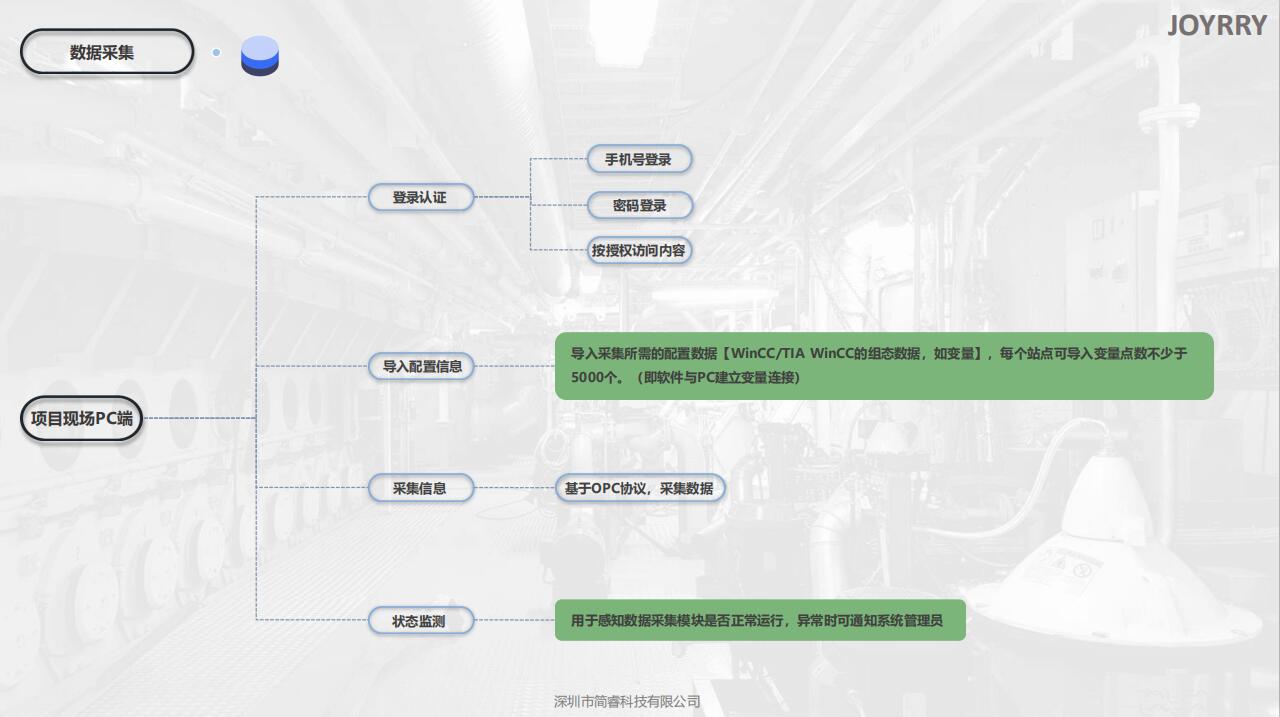 JOYRRY
数据采集
手机号登录
登录认证
密码登录
按授权访问内容
导入配置信息
导入采集所需的配置数据【WinCC/TIA WinCC的组态数据，如变量】，每个站点可导入变量点数不少于
5000个。（即软件与PC建立变量连接）
项目现场PC端
采集信息
基于OPC协议，采集数据
状态监测
用于感知数据采集模块是否正常运行，异常时可通知系统管理员
深圳市简睿科技有限公司